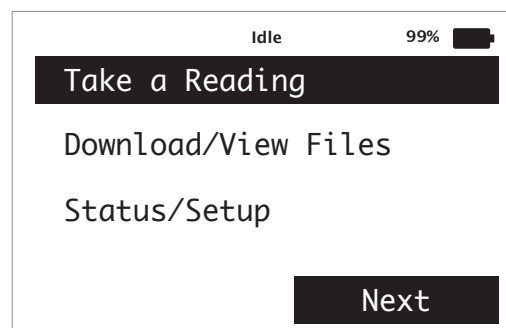 Idle 99%
Take a Reading
Download/View Files
Status/Setup
Next